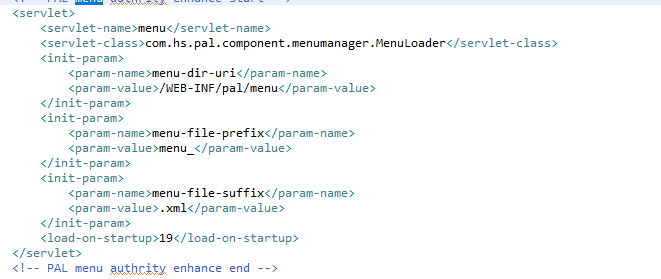 <!-- PAL menu authrity enhance start -->
<servlet>
<servlet-name>menu</servlet-name>
<servlet-class>com.hs.pal.component.menumanager.MenuLoader</servlet-class>
<init-param>
<param-name>menu-dir-uri</param-name>
<param-value>/WEB-INF/pal/menu</param-value>
</init-param>
<init-param>
<param-name>menu-file-prefix</param-name>
<param-value>menu_</param-value>
</init-param>
<init-param>
<param-name>menu-file-suffix</param-name>
<param-value>.xml</param-value>
</init-param>
<load-on-startup>19</load-on-startup>
</servlet>
<!-- PAL menu authrity enhance end -->